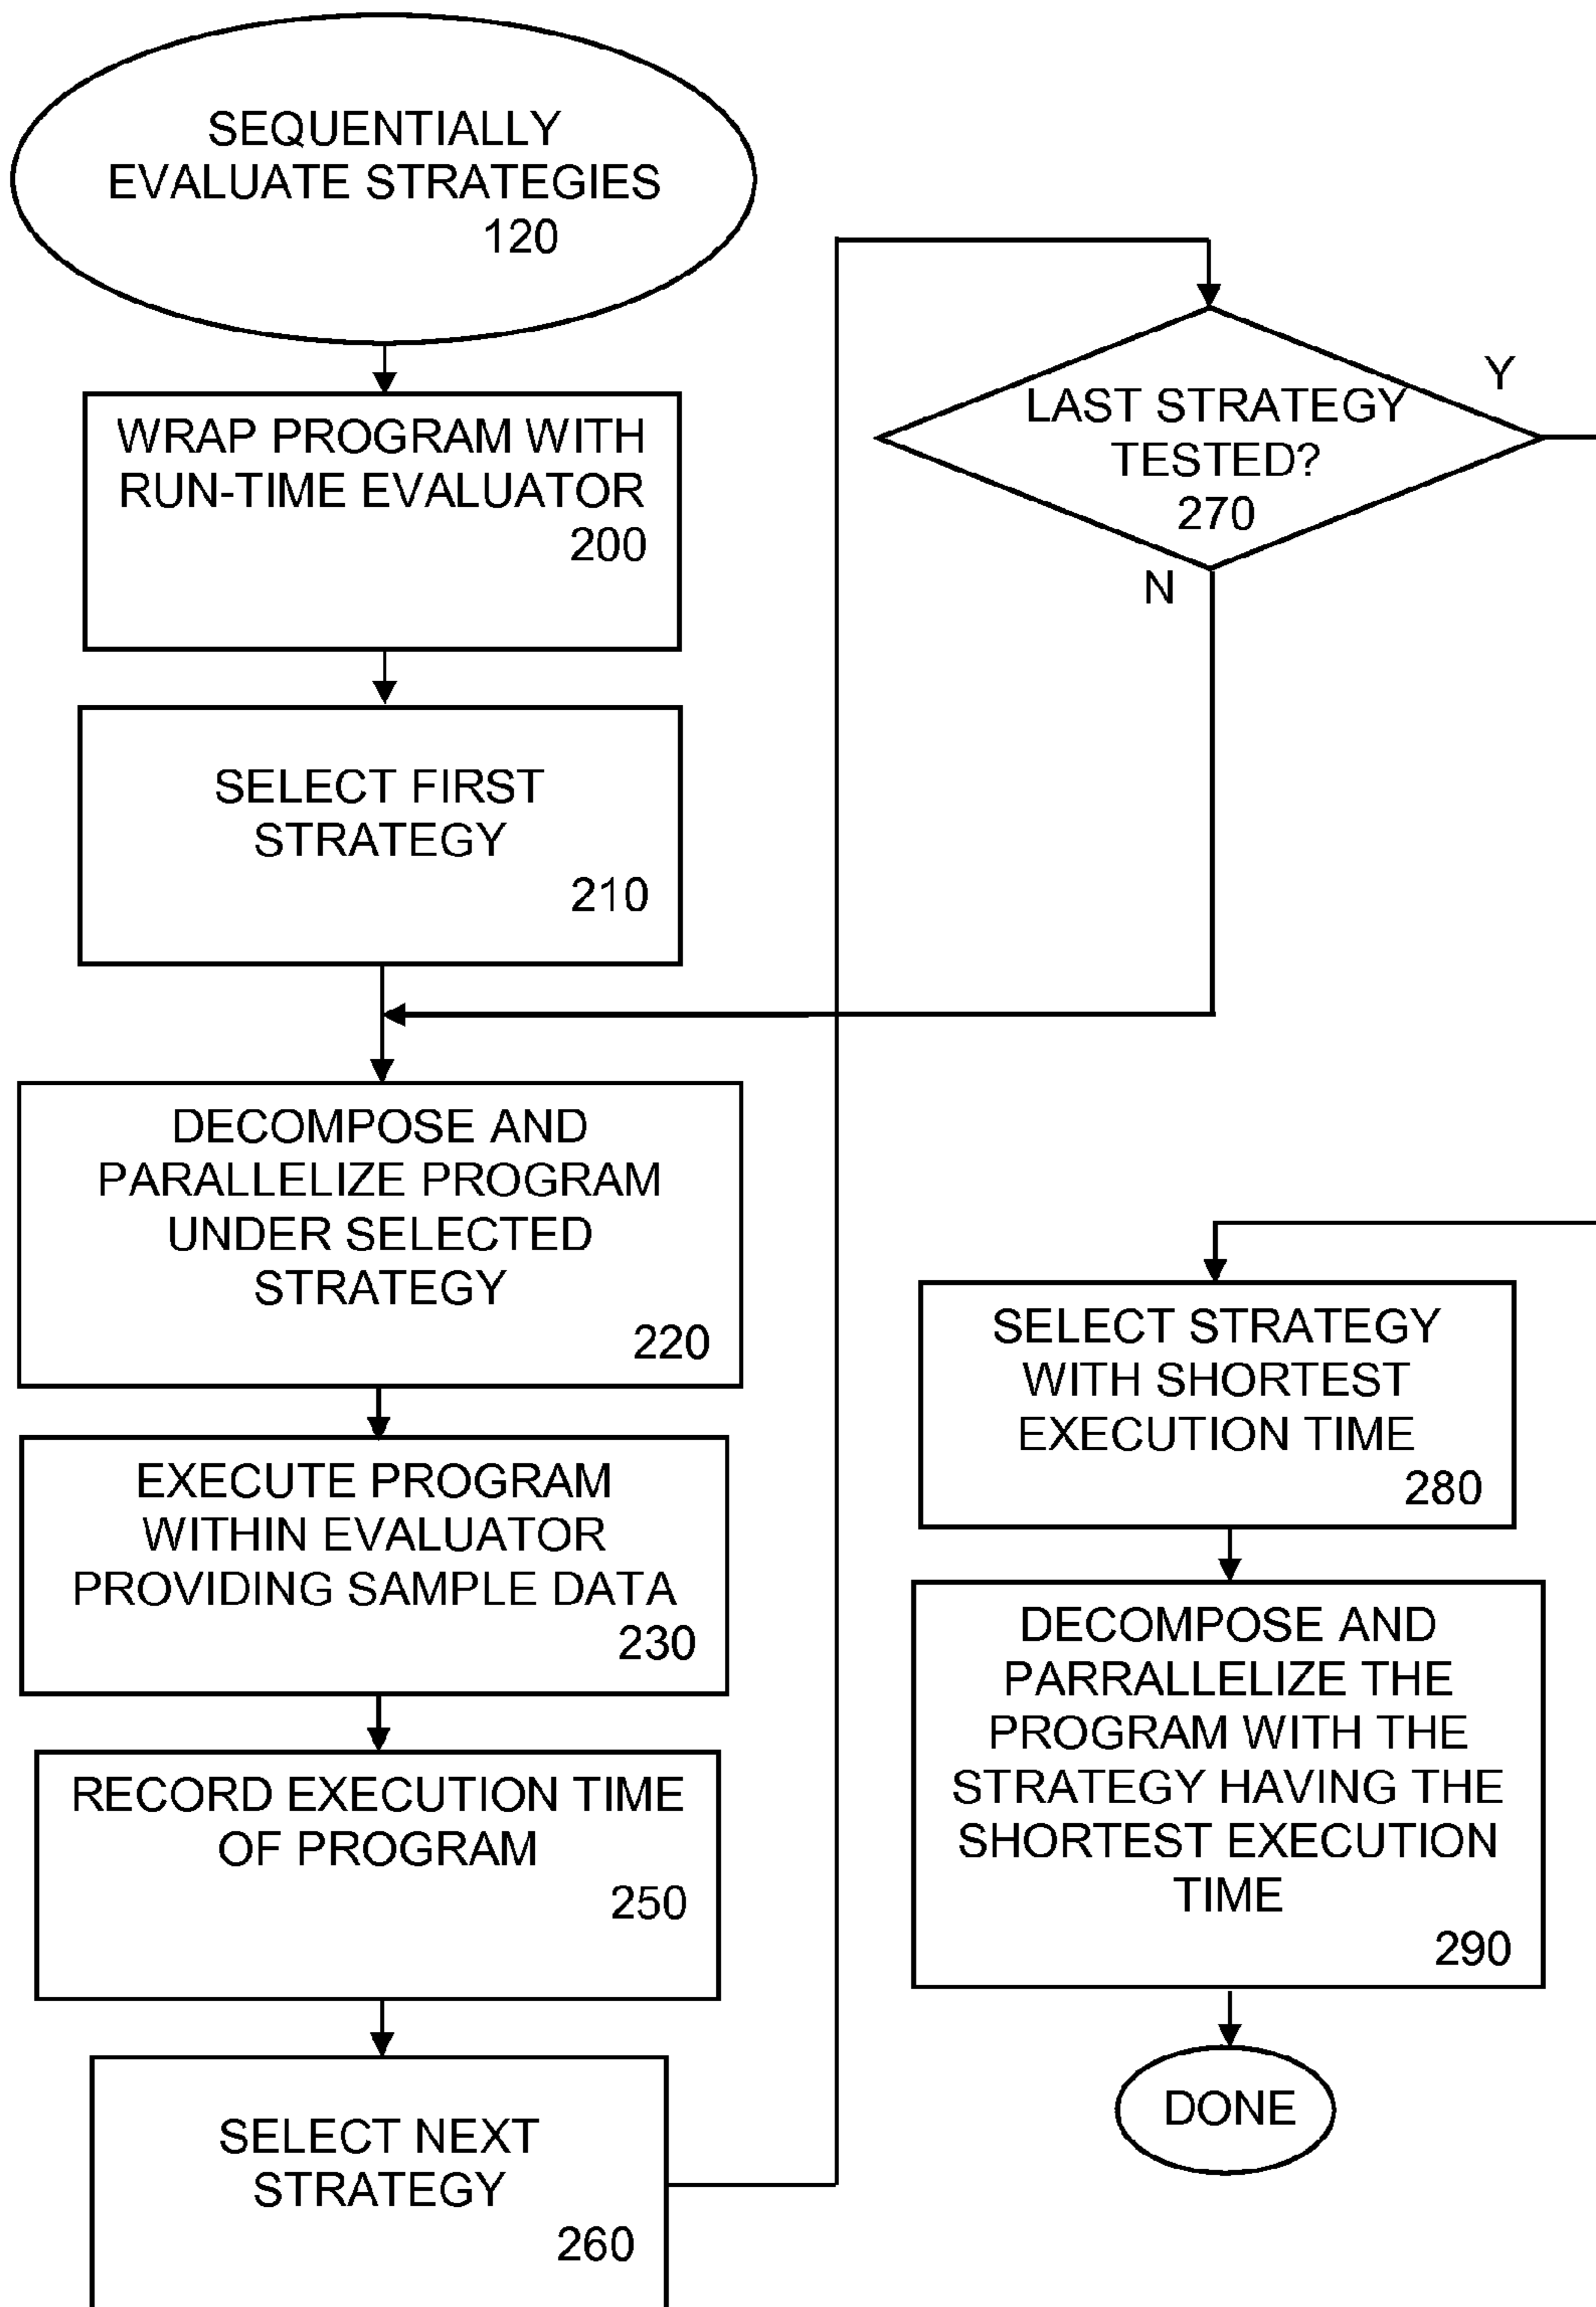 SEQUENTIALLY
EVALUATE STRATEGIES
120
WRAP PROGRAM WITH
RUN-TIME EVALUATOR
200
SELECT FIRST
STRATEGY
210
DECOMPOSE AND
PARALLELIZE PROGRAM
UNDER SELECTED
STRATEGY
220
EXECUTE PROGRAM
WITHIN EVALUATOR
PROVIDING SAMPLE DATA
230
RECORD EXECUTION TIME
OF PROGRAM
250
SELECT NEXT
STRATEGY
260
LAST STRATEGY
TESTED?
270
Y
N
SELECT STRATEGY
WITH SHORTEST
EXECUTION TIME
280
DECOMPOSE AND
PARRALLELIZE THE
PROGRAM WITH THE
STRATEGY HAVING THE
SHORTEST EXECUTION
TIME
290
DONE